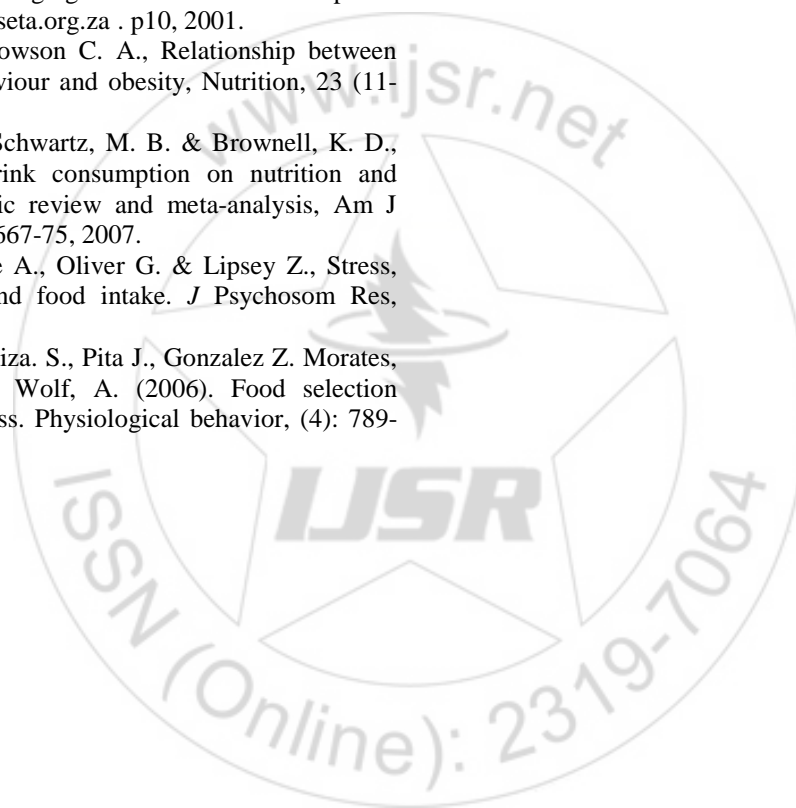 seta.org.za . p10, 2001.
owson C. A., Relationship between
viour and obesity, Nutrition, 23 (11-
Schwartz, M. B. & Brownell, K. D.,
rink consumption on nutrition and
ic review and meta-analysis, Am J
667-75, 2007.
e A., Oliver G. & Lipsey Z., Stress,
nd food intake. J Psychosom Res,
iza. S., Pita J., Gonzalez Z. Morates,
Wolf, A. (2006). Food selection
ss. Physiological behavior, (4): 789-
www.ijsr.net
IJSR
ISSN (Online): 2319-7064